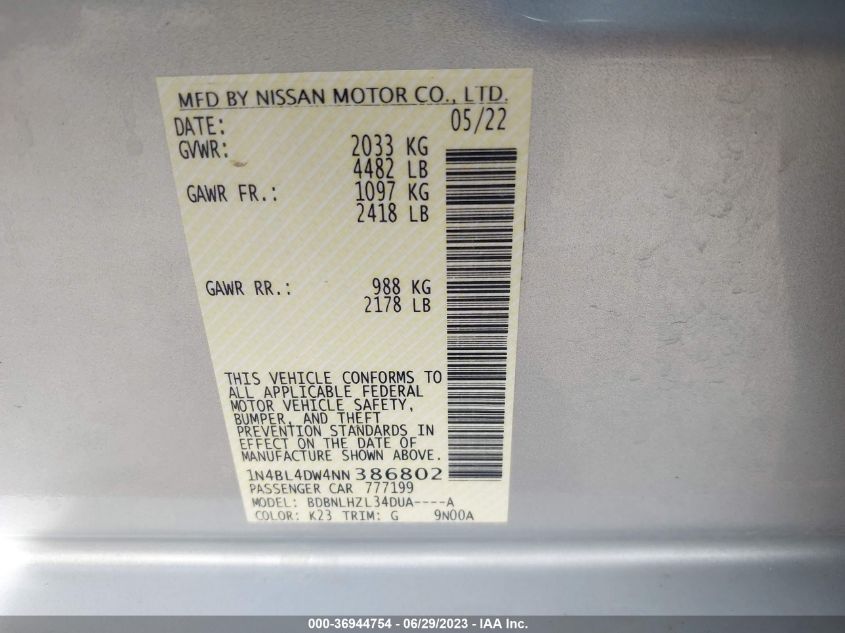 MFD BY NISSAN MOTOR CO., LTD.
DATE: 05/22
GVWR: 2033 KG
4482 LB
GAWR FR.: 1097 KG
2418 LB
GAWR RR.: 988 KG
2178 LB
THIS VEHICLE CONFORMS TO
ALL APPLICABLE FEDERAL
MOTOR VEHICLE SAFETY,
BUMPER, AND THEFT
PREVENTION STANDARDS IN
EFFECT ON THE DATE OF
MANUFACTURE SHOWN ABOVE.
1N4BL4DW4NN386802
PASSENGER CAR 777199
MODEL: BDBNLHZL34DUA----A
COLOR: K23 TRIM: G 9N00A
000-36944754 - 06/29/2023 - IAA Inc.